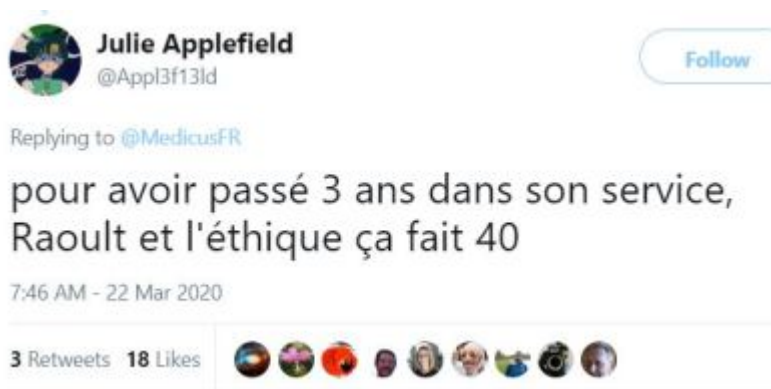 Julie Applefield
@Appl3f13ld
Follow
Replying to @MedicusFR
pour avoir passé 3 ans dans son service,
Raoult et l'éthique ça fait 40
7:46 AM - 22 Mar 2020
3 Retweets 18 Likes